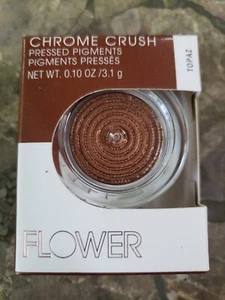 CHROME CRUSH
PRESSED PIGMENTS
PIGMENTS PRESSÉS
NET WT. 0.10 OZ/3.1 g
TOPAZ
FLOWER